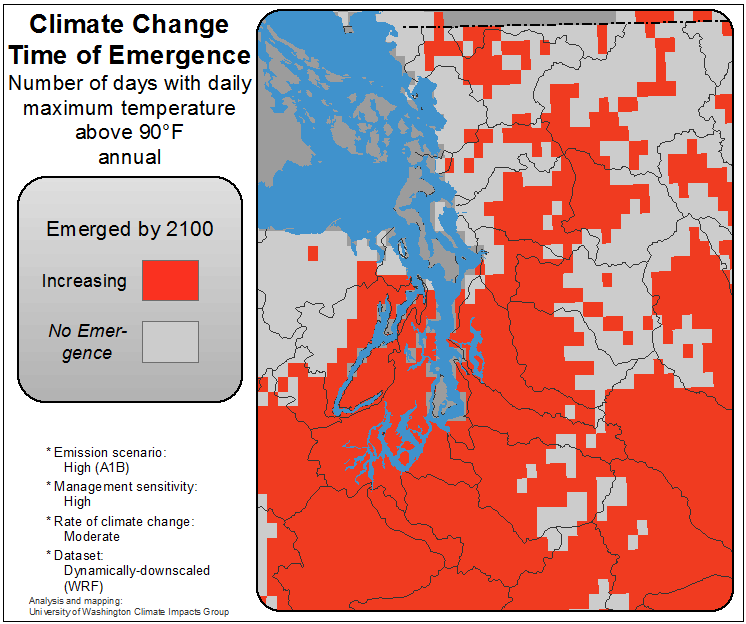 Climate Change
Time of Emergence
Number of days with daily
maximum temperature
above 90°F
annual
Emerged by 2100
Increasing
No Emer-
gence
* Emission scenario:
High (A1B)
* Management sensitivity:
High
* Rate of climate change:
Moderate
* Dataset:
Dynamically-downscaled
(WRF)
Analysis and mapping:
University of Washington Climate Impacts Group